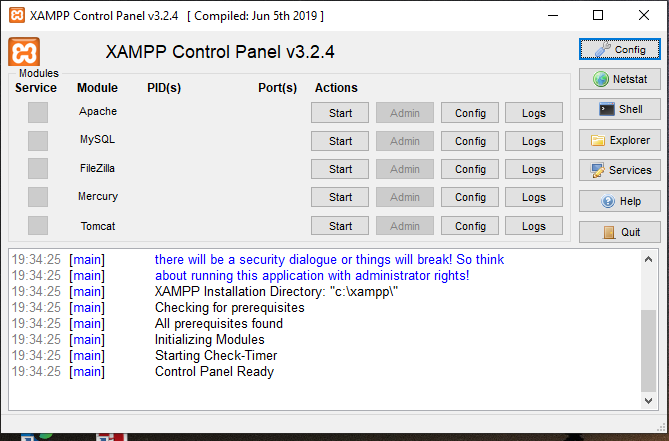 XAMPP Control Panel v3.2.4 [ Compiled: Jun 5th 2019 ]
XAMPP Control Panel v3.2.4
Config
Modules
Service Module PID(s) Port(s) Actions
Netstat
Apache Start Admin Config Logs
Shell
MySQL Start Admin Config Logs
Explorer
FileZilla Start Admin Config Logs
Services
Mercury Start Admin Config Logs
Help
Tomcat Start Admin Config Logs
Quit
19:34:25 [main] there will be a security dialogue or things will break! So think
19:34:25 [main] about running this application with administrator rights!
19:34:25 [main] XAMPP Installation Directory: "c:\xampp\"
19:34:25 [main] Checking for prerequisites
19:34:25 [main] All prerequisites found
19:34:25 [main] Initializing Modules
19:34:25 [main] Starting Check-Timer
19:34:25 [main] Control Panel Ready